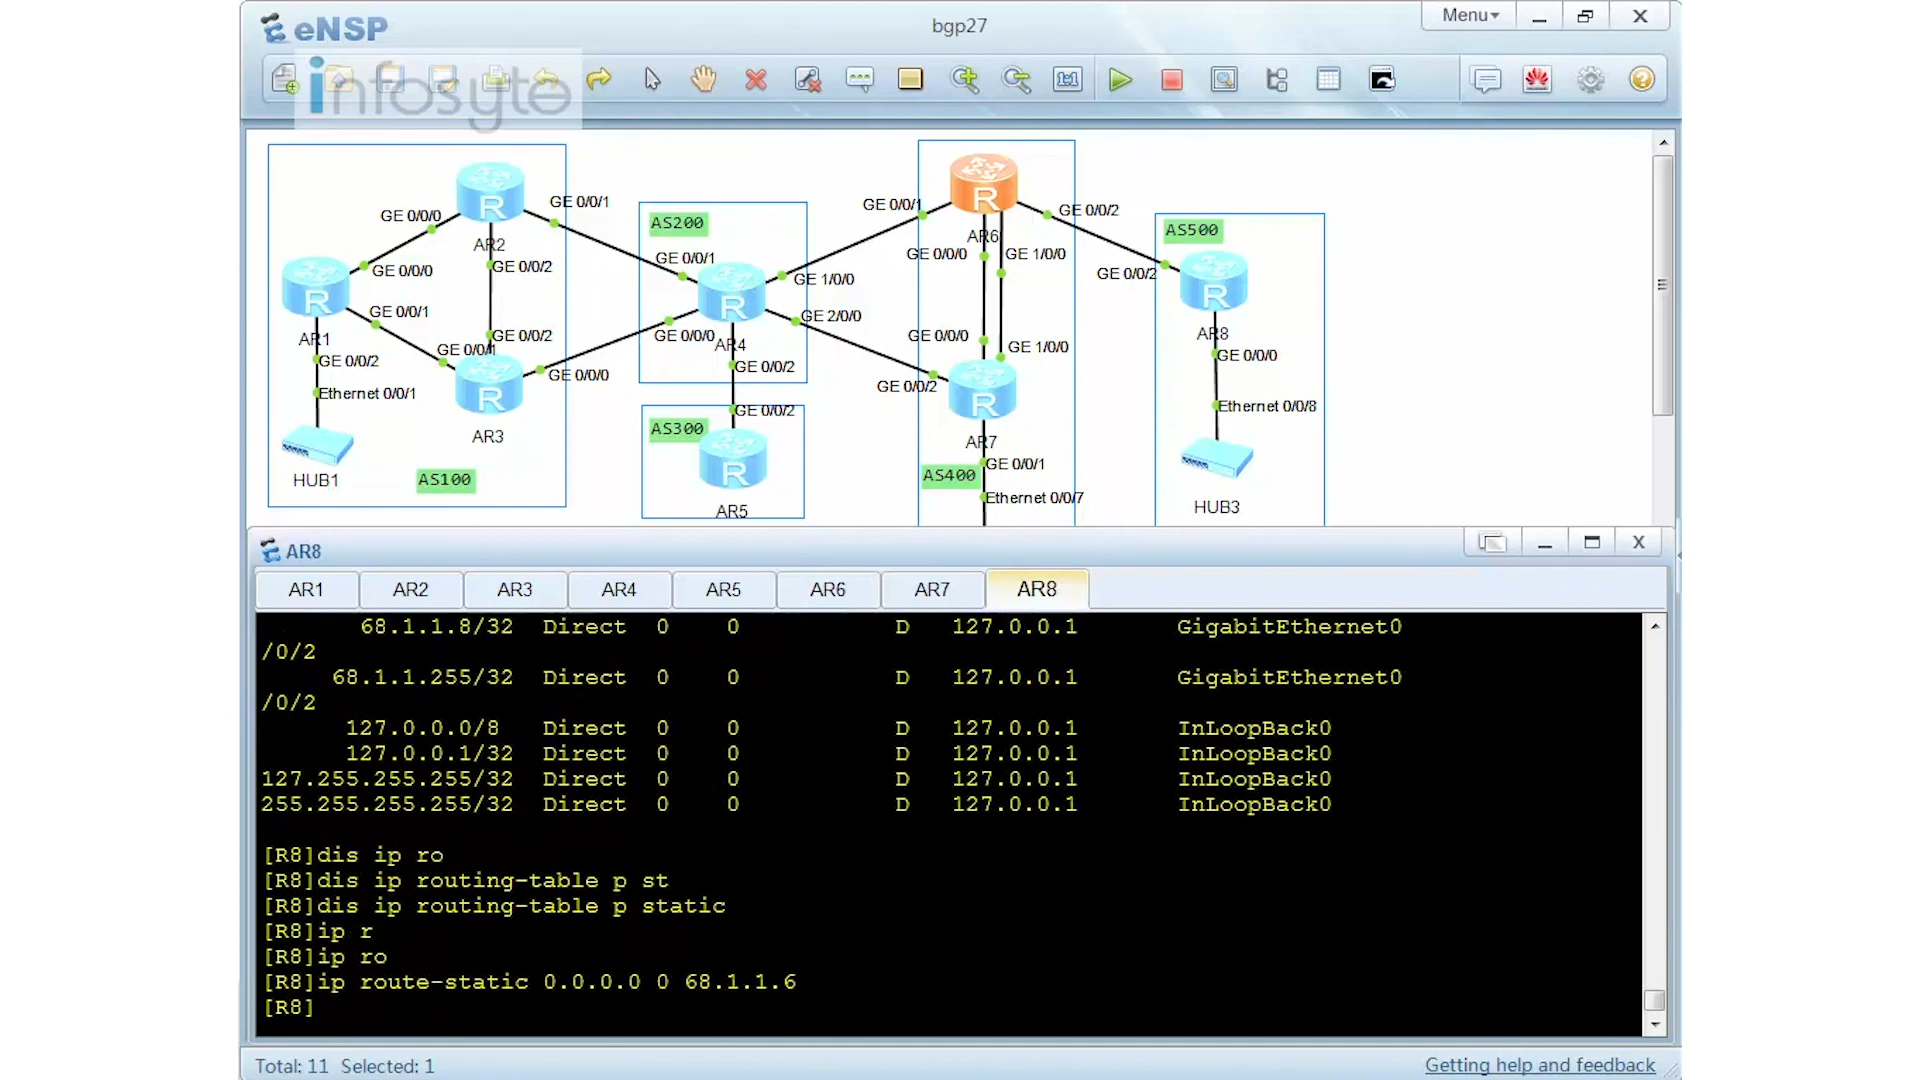 eNSP
bgp27
Menu
infosyte
GE 0/0/1
GE 0/0/0
AR2
GE 0/0/2
GE 0/0/0
GE 0/0/1
AR1
GE 0/0/2
Ethernet 0/0/1
GE 0/0/2
GE 0/0/1
GE 0/0/0
AR3
HUB1
AS100
AS200
GE 0/0/1
GE 1/0/0
GE 2/0/0
GE 0/0/0
AR4
GE 0/0/2
GE 0/0/2
AS300
AR5
GE 0/0/1
GE 0/0/2
AR6
GE 0/0/0
GE 1/0/0
GE 0/0/0
GE 1/0/0
GE 0/0/2
AR7
GE 0/0/1
AS400
Ethernet 0/0/7
AS500
GE 0/0/2
AR8
GE 0/0/0
Ethernet 0/0/8
HUB3
AR8
AR1 AR2 AR3 AR4 AR5 AR6 AR7 AR8
68.1.1.8/32 Direct 0 0 D 127.0.0.1 GigabitEthernet0
/0/2
68.1.1.255/32 Direct 0 0 D 127.0.0.1 GigabitEthernet0
/0/2
127.0.0.0/8 Direct 0 0 D 127.0.0.1 InLoopBack0
127.0.0.1/32 Direct 0 0 D 127.0.0.1 InLoopBack0
127.255.255.255/32 Direct 0 0 D 127.0.0.1 InLoopBack0
255.255.255.255/32 Direct 0 0 D 127.0.0.1 InLoopBack0
[R8]dis ip ro
[R8]dis ip routing-table p st
[R8]dis ip routing-table p static
[R8]ip r
[R8]ip ro
[R8]ip route-static 0.0.0.0 0 68.1.1.6
[R8]
Total: 11 Selected: 1
Getting help and feedback